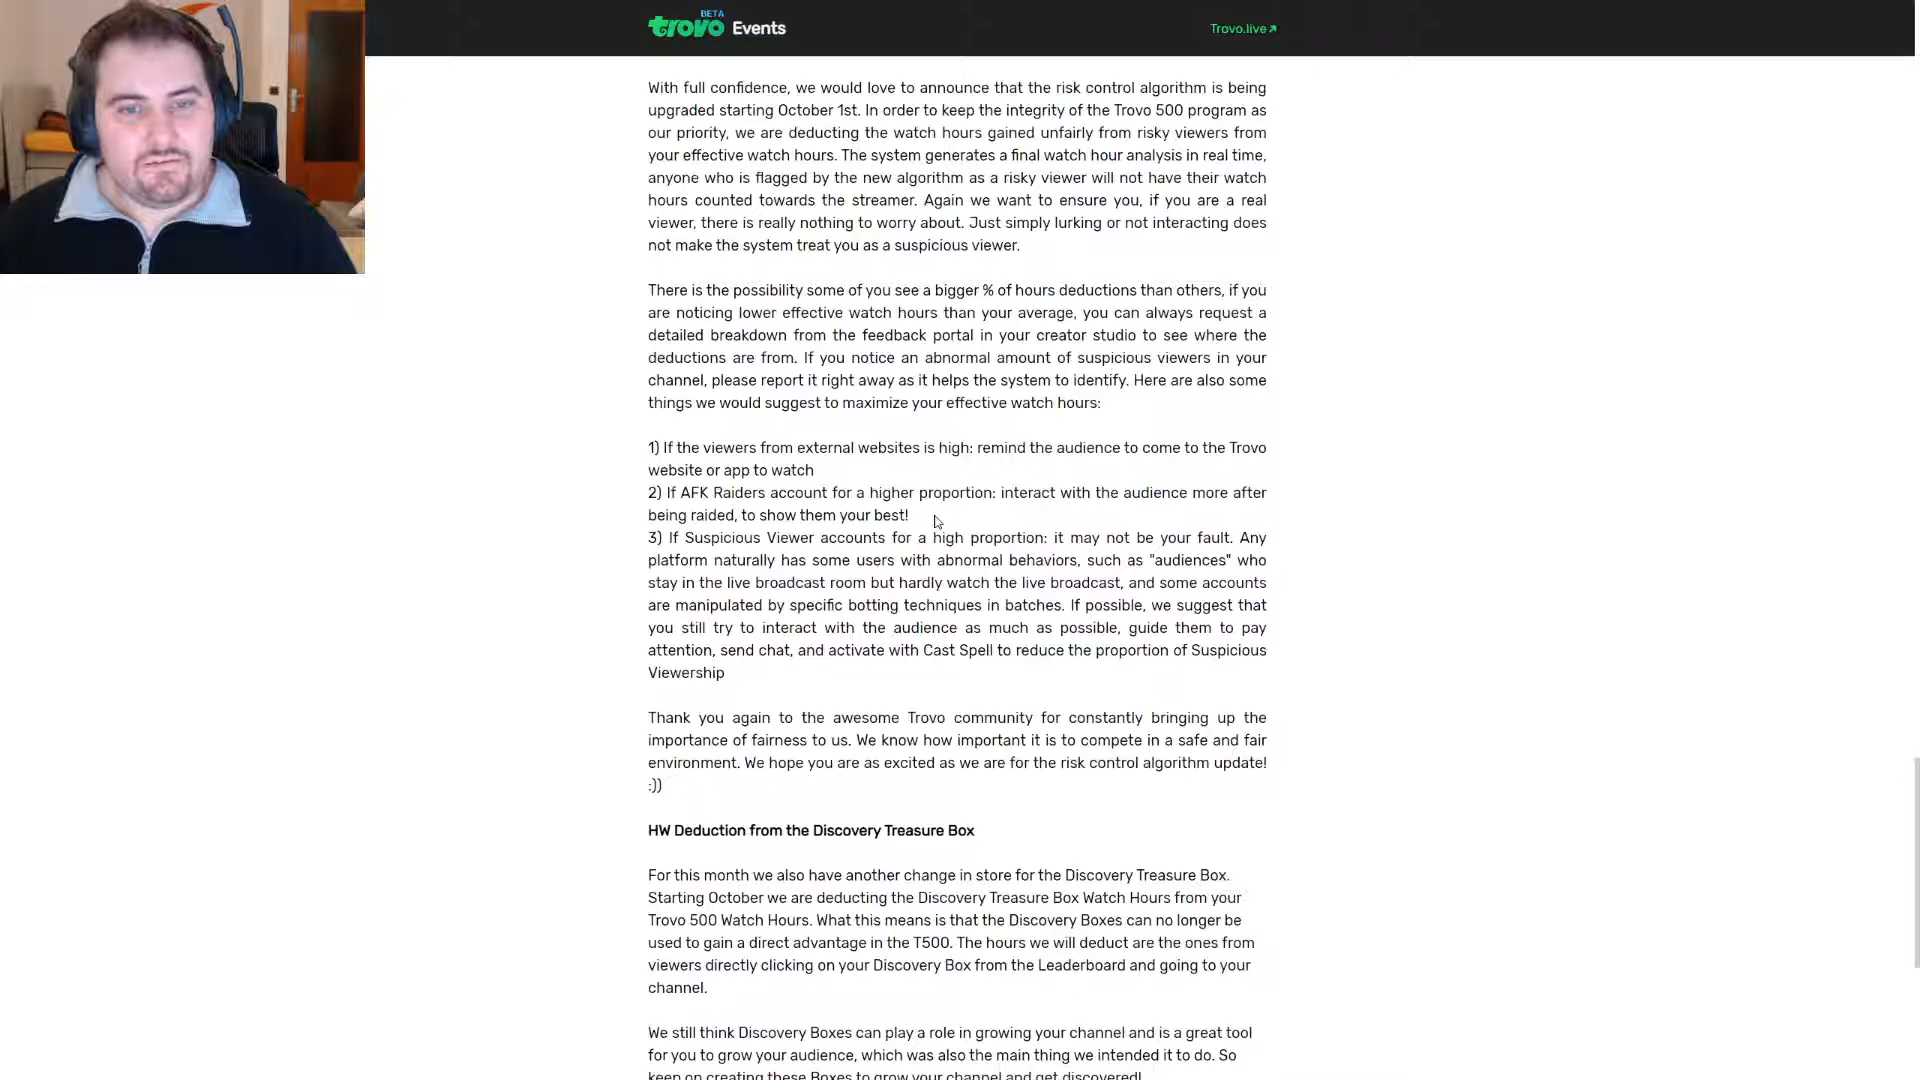 BETA
trovo Events
Trovo.live
With full confidence, we would love to announce that the risk control algorithm is being
upgraded starting October 1st. In order to keep the integrity of the Trovo 500 program as
our priority, we are deducting the watch hours gained unfairly from risky viewers from
your effective watch hours. The system generates a final watch hour analysis in real time,
anyone who is flagged by the new algorithm as a risky viewer will not have their watch
hours counted towards the streamer. Again we want to ensure you, if you are a real
viewer, there is really nothing to worry about. Just simply lurking or not interacting does
not make the system treat you as a suspicious viewer.
There is the possibility some of you see a bigger % of hours deductions than others, if you
are noticing lower effective watch hours than your average, you can always request a
detailed breakdown from the feedback portal in your creator studio to see where the
deductions are from. If you notice an abnormal amount of suspicious viewers in your
channel, please report it right away as it helps the system to identify. Here are also some
things we would suggest to maximize your effective watch hours:
1) If the viewers from external websites is high: remind the audience to come to the Trovo
website or app to watch
2) If AFK Raiders account for a higher proportion: interact with the audience more after
being raided, to show them your best!
3) If Suspicious Viewer accounts for a high proportion: it may not be your fault. Any
platform naturally has some users with abnormal behaviors, such as "audiences" who
stay in the live broadcast room but hardly watch the live broadcast, and some accounts
are manipulated by specific botting techniques in batches. If possible, we suggest that
you still try to interact with the audience as much as possible, guide them to pay
attention, send chat, and activate with Cast Spell to reduce the proportion of Suspicious
Viewership
Thank you again to the awesome Trovo community for constantly bringing up the
importance of fairness to us. We know how important it is to compete in a safe and fair
environment. We hope you are as excited as we are for the risk control algorithm update!
:))
HW Deduction from the Discovery Treasure Box
For this month we also have another change in store for the Discovery Treasure Box.
Starting October we are deducting the Discovery Treasure Box Watch Hours from your
Trovo 500 Watch Hours. What this means is that the Discovery Boxes can no longer be
used to gain a direct advantage in the T500. The hours we will deduct are the ones from
viewers directly clicking on your Discovery Box from the Leaderboard and going to your
channel.
We still think Discovery Boxes can play a role in growing your channel and is a great tool
for you to grow your audience, which was also the main thing we intended it to do. So
keep on creating these Boxes to grow your channel and get discovered!